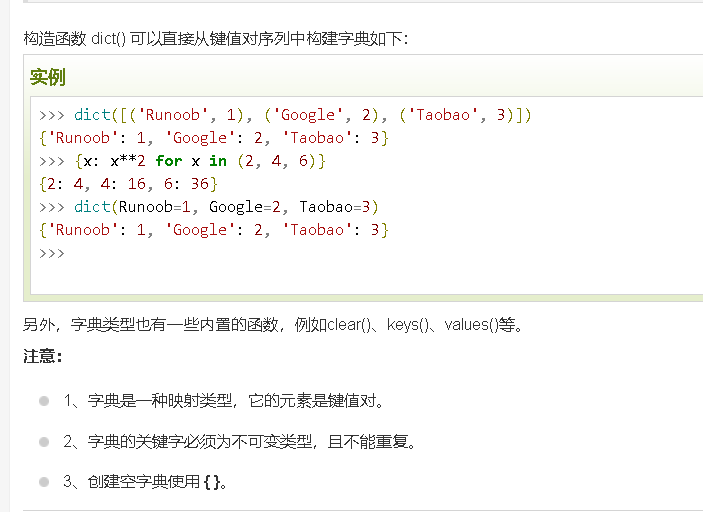 构造函数 dict() 可以直接从键值对序列中构建字典如下：
实例
>>> dict([('Runoob', 1), ('Google', 2), ('Taobao', 3)])
{'Runoob': 1, 'Google': 2, 'Taobao': 3}
>>> {x: x**2 for x in (2, 4, 6)}
{2: 4, 4: 16, 6: 36}
>>> dict(Runoob=1, Google=2, Taobao=3)
{'Runoob': 1, 'Google': 2, 'Taobao': 3}
>>>
另外，字典类型也有一些内置的函数，例如clear()、keys()、values()等。
注意：
1、字典是一种映射类型，它的元素是键值对。
2、字典的关键字必须为不可变类型，且不能重复。
3、创建空字典使用 {}。